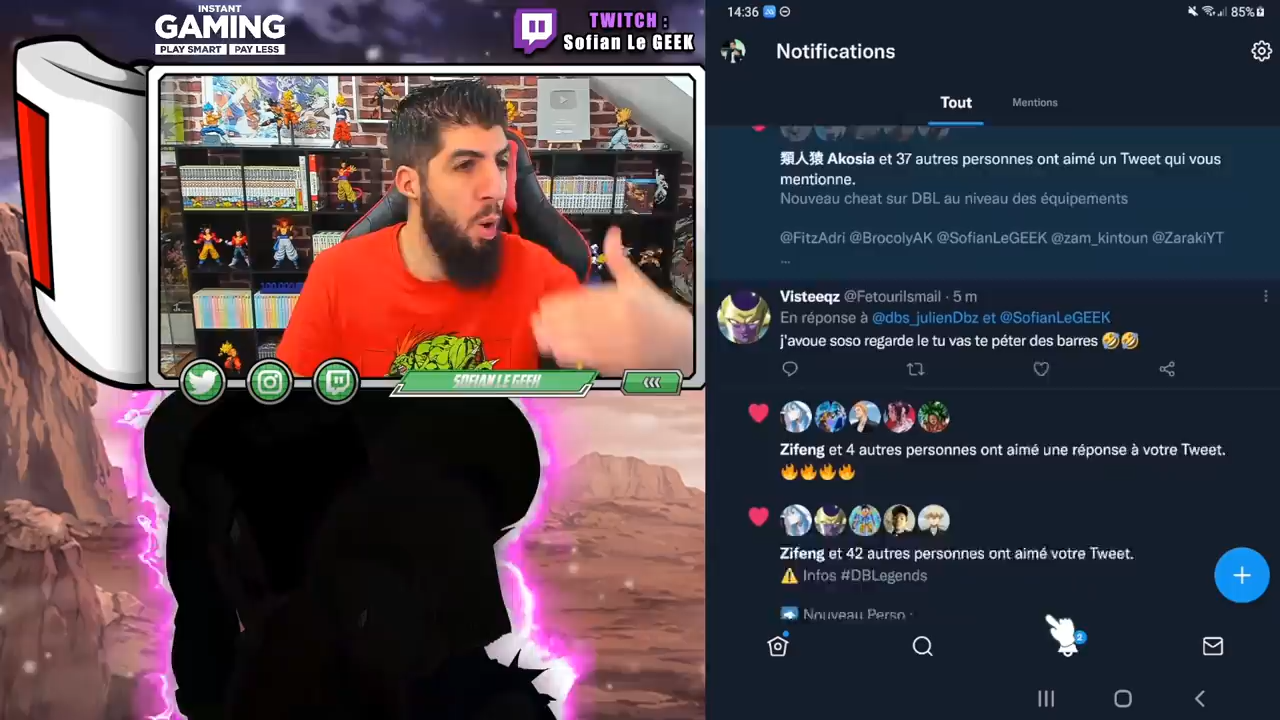 INSTANT
GAMING
PLAY SMART | PAY LESS
TWITCH :
Sofian Le GEEK
SOFIAN LE GEEK
100.000
14:36
85%
Notifications
Tout
Mentions
類人猿 Akosia et 37 autres personnes ont aimé un Tweet qui vous
mentionne.
Nouveau cheat sur DBL au niveau des équipements
@FitzAdri @BrocolyAK @SofianLeGEEK @zam_kintoun @ZarakiYT
...
Visteeqz @FetouriIsmail · 5 m
En réponse à @dbs_julienDbz et @SofianLeGEEK
j'avoue soso regarde le tu vas te péter des barres 🤣🤣
Zifeng et 4 autres personnes ont aimé une réponse à votre Tweet.
🔥🔥🔥🔥
Zifeng et 42 autres personnes ont aimé votre Tweet.
⚠️ Infos #DBLegends
Nouveau Perso :
2